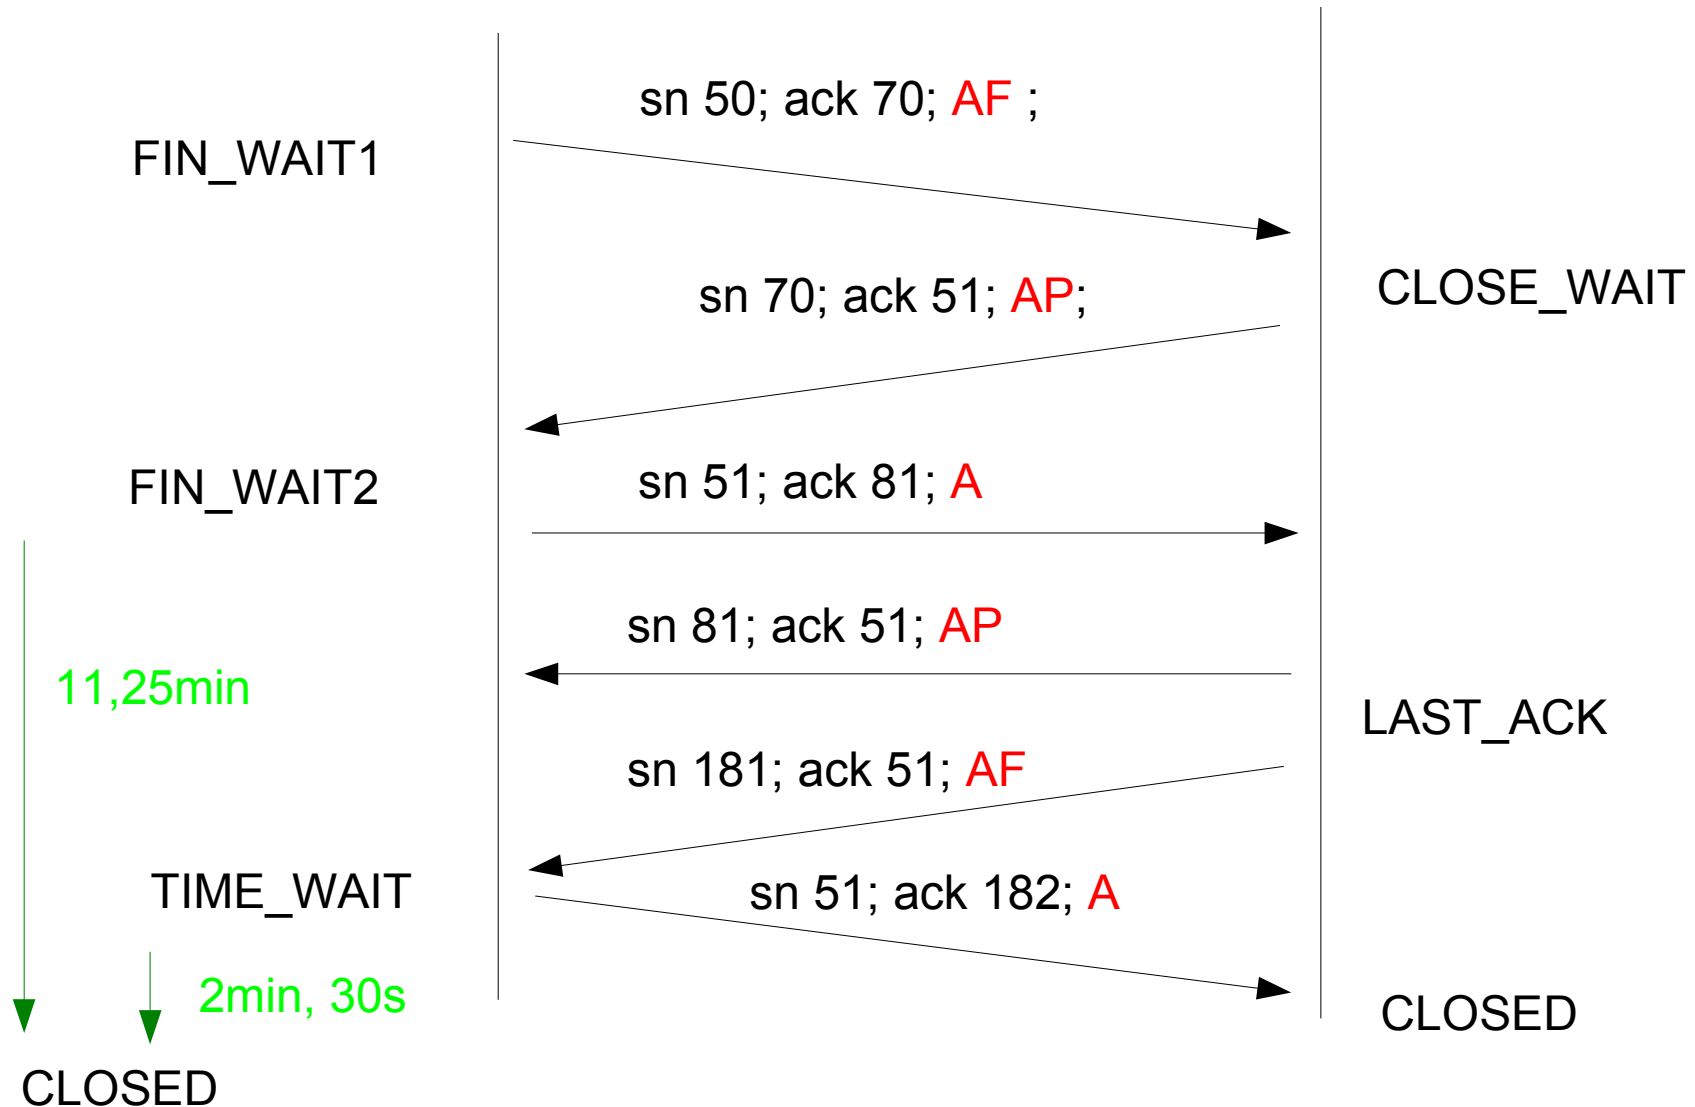 sn 50; ack 70; AF ;
FIN_WAIT1
sn 70; ack 51; AP;
CLOSE_WAIT
FIN_WAIT2
sn 51; ack 81; A
sn 81; ack 51; AP
11,25min
LAST_ACK
sn 181; ack 51; AF
TIME_WAIT
sn 51; ack 182; A
2min, 30s
CLOSED
CLOSED